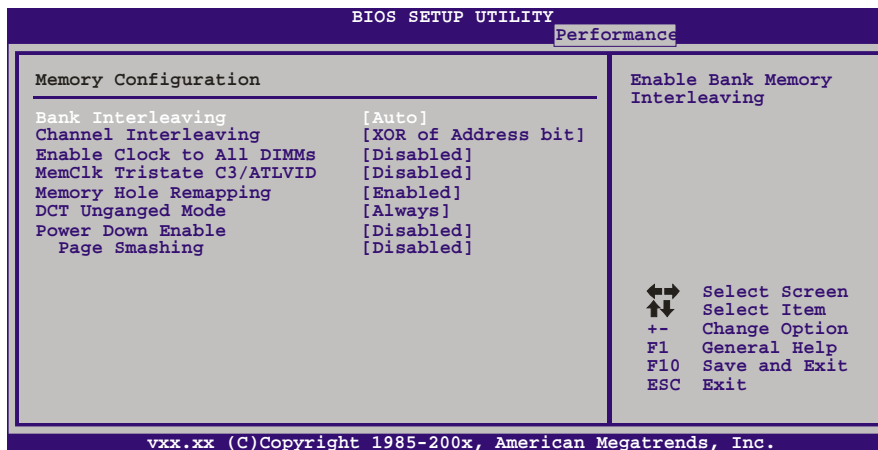 BIOS SETUP UTILITY
Performance
Memory Configuration
Bank Interleaving [Auto]
Channel Interleaving [XOR of Address bit]
Enable Clock to All DIMMs [Disabled]
MemClk Tristate C3/ATLVID [Disabled]
Memory Hole Remapping [Enabled]
DCT Unganged Mode [Always]
Power Down Enable [Disabled]
Page Smashing [Disabled]
Enable Bank Memory
Interleaving
Select Screen
Select Item
+- Change Option
F1 General Help
F10 Save and Exit
ESC Exit
vxx.xx (C)Copyright 1985-200x, American Megatrends, Inc.